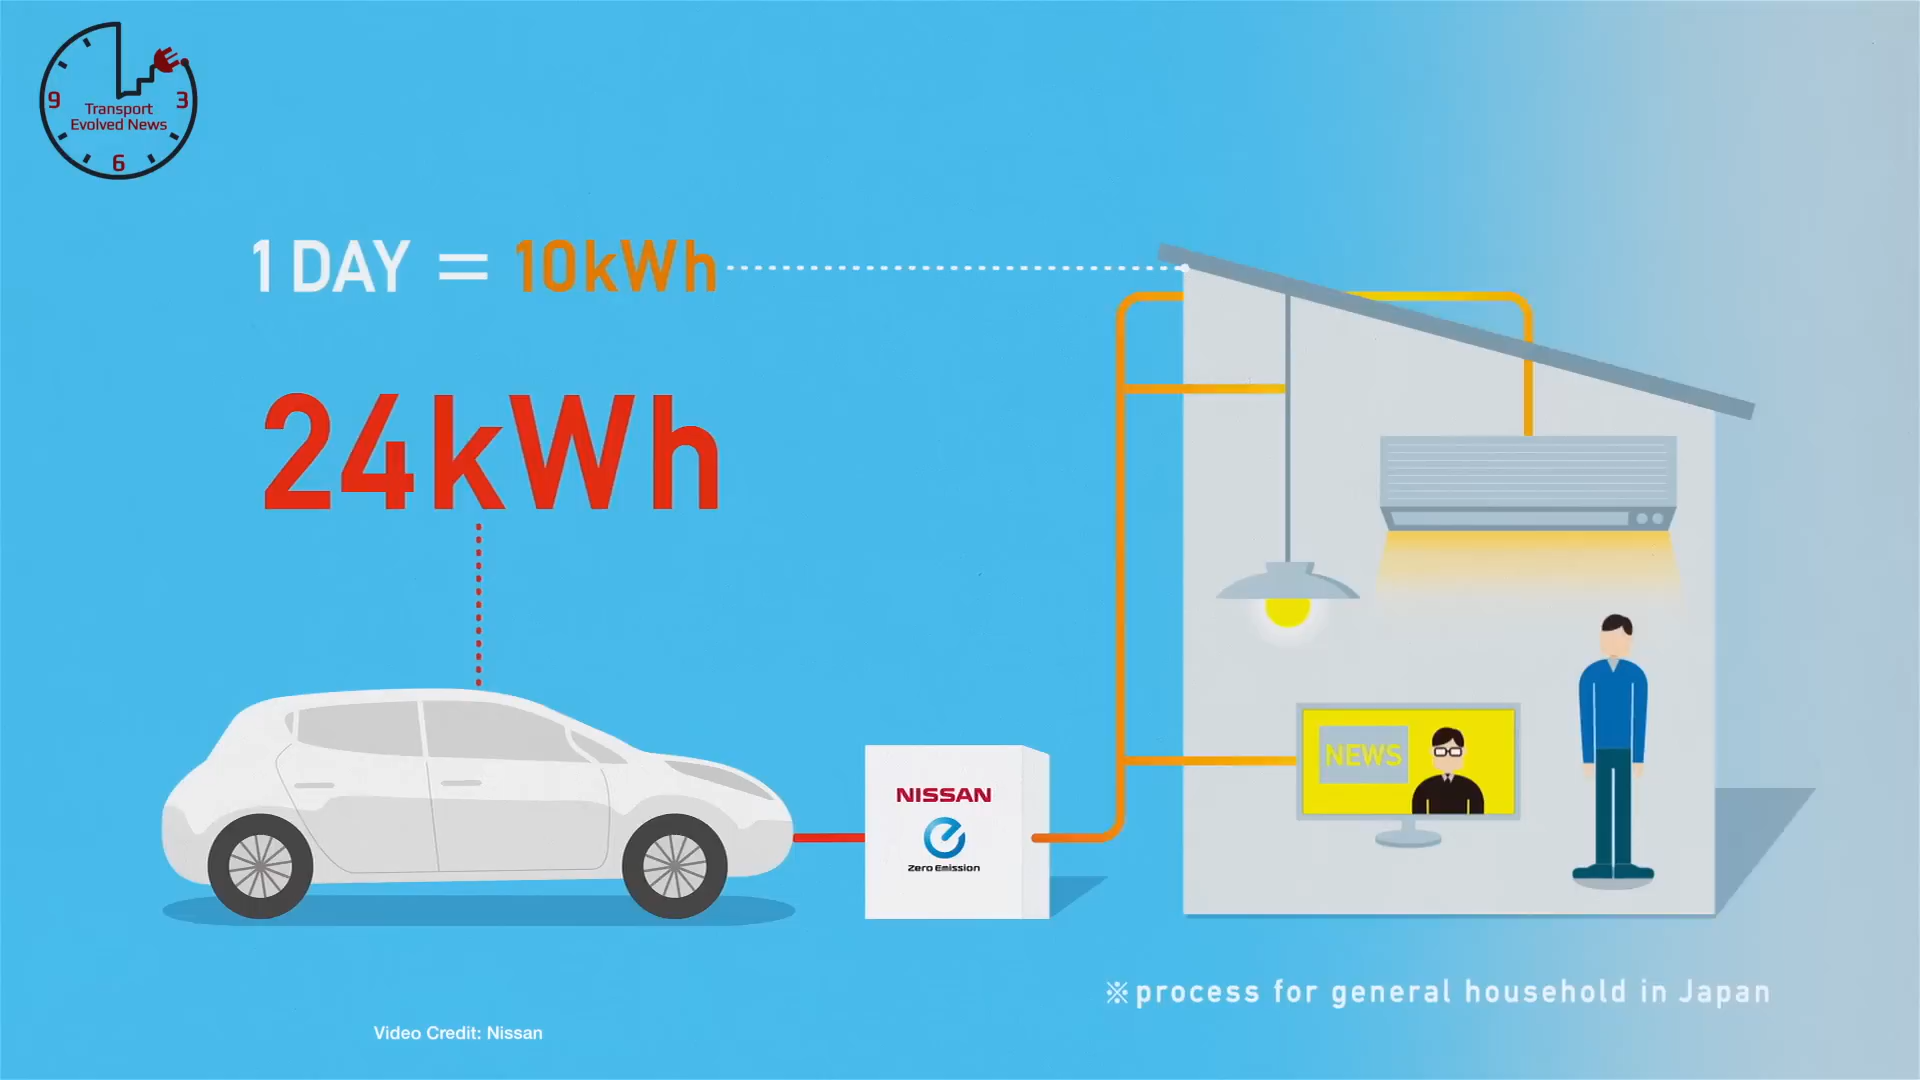 9
3
Transport
Evolved News
6
1 DAY = 10kWh
24kWh
NEWS
NISSAN
Zero Emission
※process for general household in Japan
Video Credit: Nissan